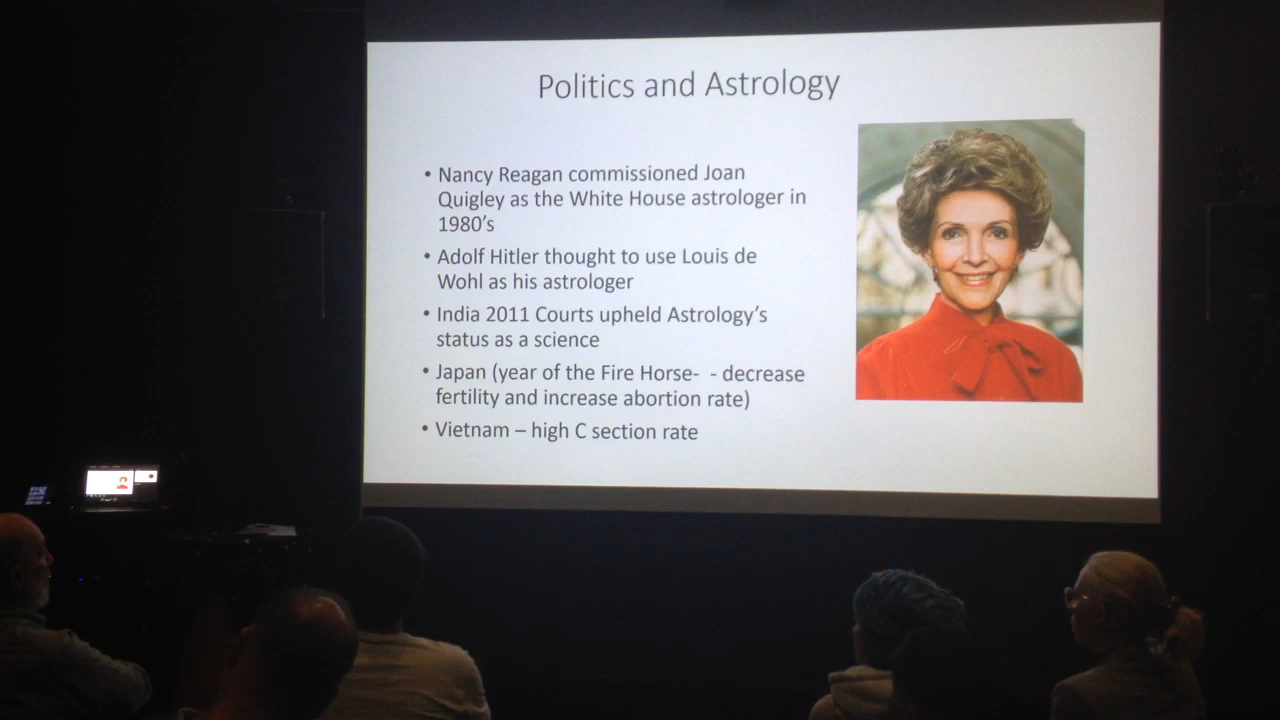 Politics and Astrology
• Nancy Reagan commissioned Joan
Quigley as the White House astrologer in
1980's
• Adolf Hitler thought to use Louis de
Wohl as his astrologer
• India 2011 Courts upheld Astrology's
status as a science
• Japan (year of the Fire Horse-  - decrease
fertility and increase abortion rate)
• Vietnam – high C section rate